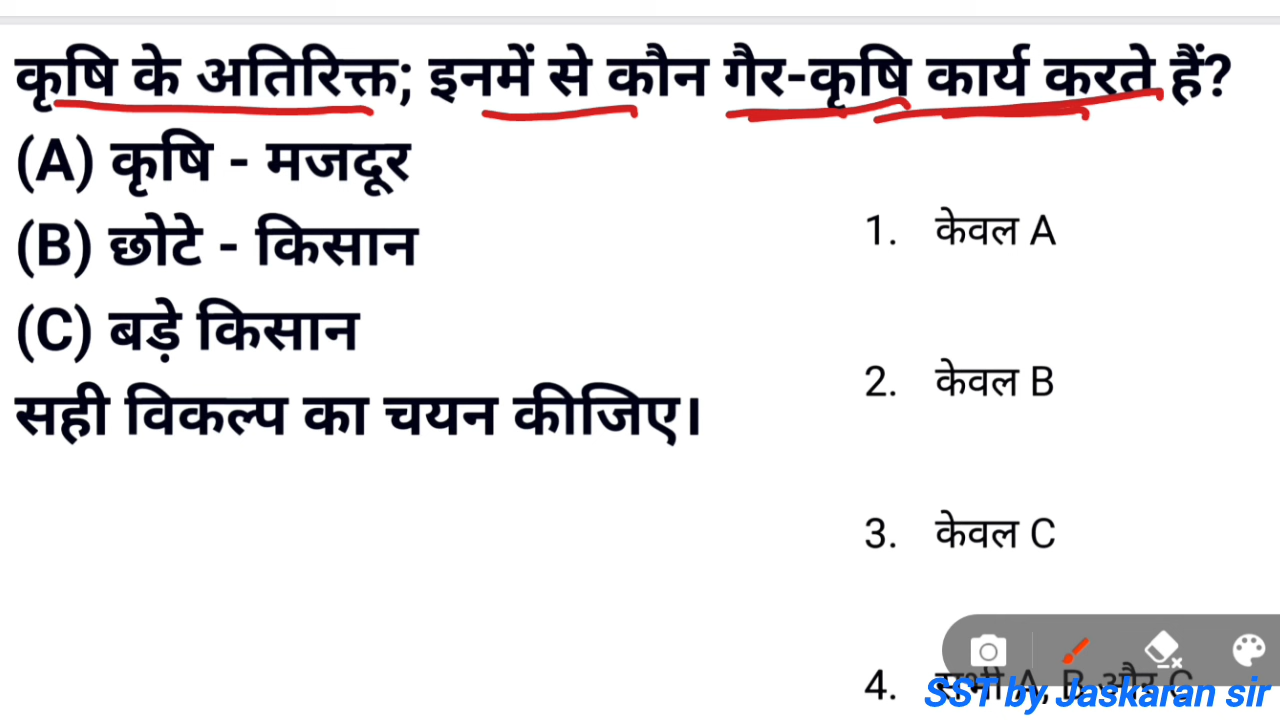 कृषि के अतिरिक्त; इनमें से कौन गैर-कृषि कार्य करते हैं?
(A) कृषि - मजदूर
(B) छोटे - किसान
(C) बड़े किसान
सही विकल्प का चयन कीजिए।
1. केवल A
2. केवल B
3. केवल C
4. सभी A, B और C
SST by Jaskaran sir